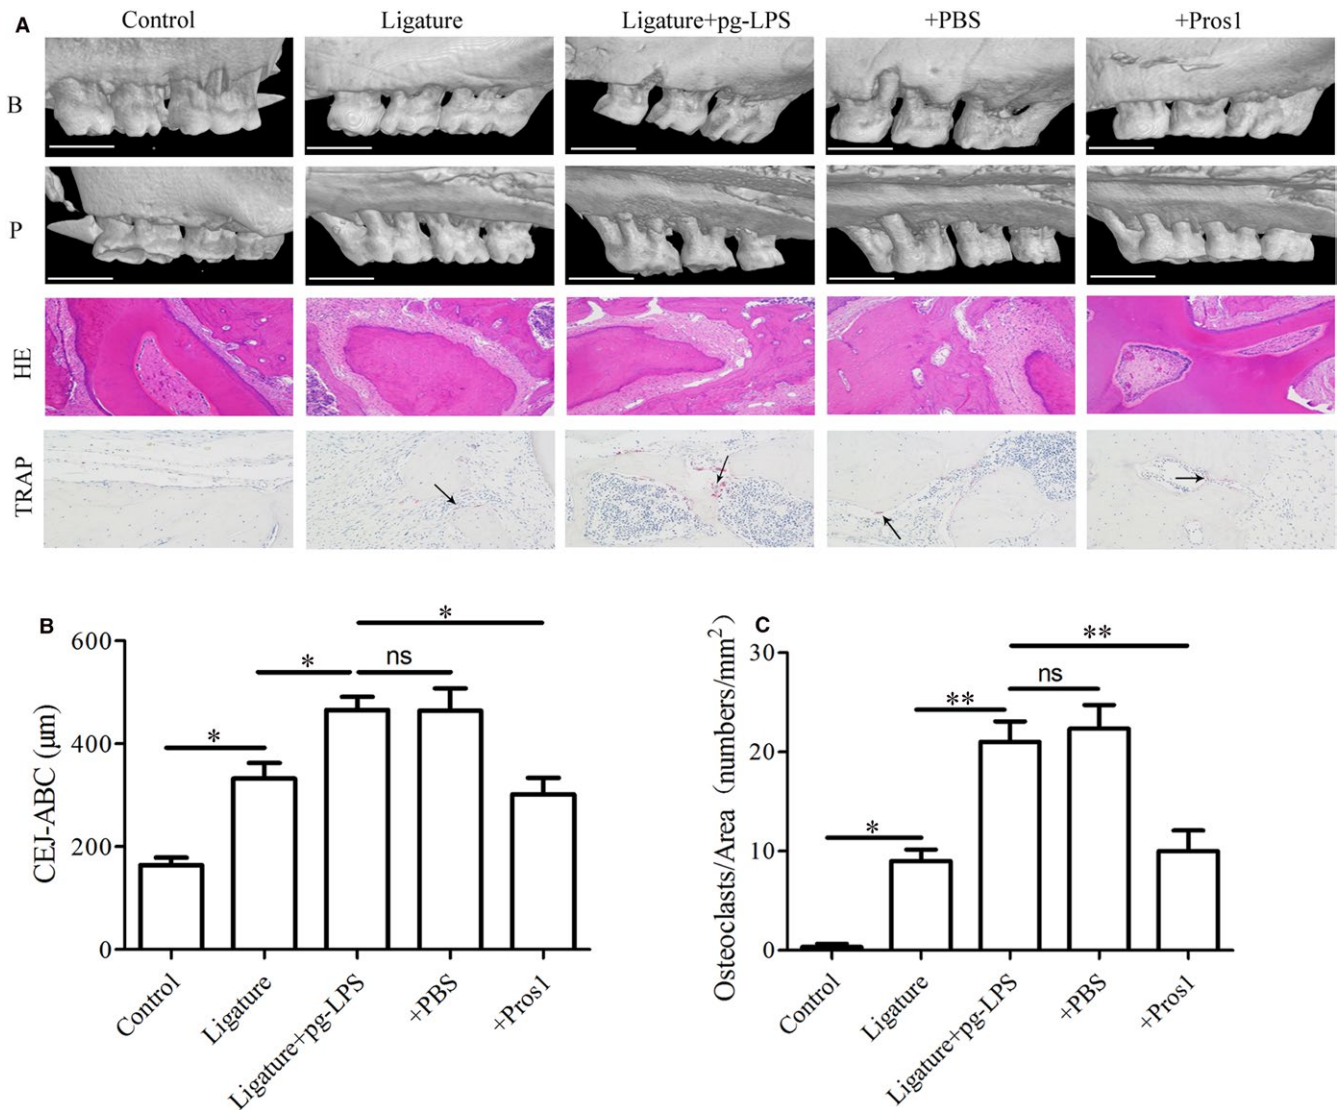 A
Control Ligature Ligature+pg-LPS +PBS +Pros1
B
P
HE
TRAP
B
CEJ-ABC (μm)
600
400
200
0
*
*
ns
*
Control
Ligature
Ligature+pg-LPS
+PBS
+Pros1
C
Osteoclasts/Area (numbers/mm²)
30
20
10
0
*
**
ns
**
Control
Ligature
Ligature+pg-LPS
+PBS
+Pros1